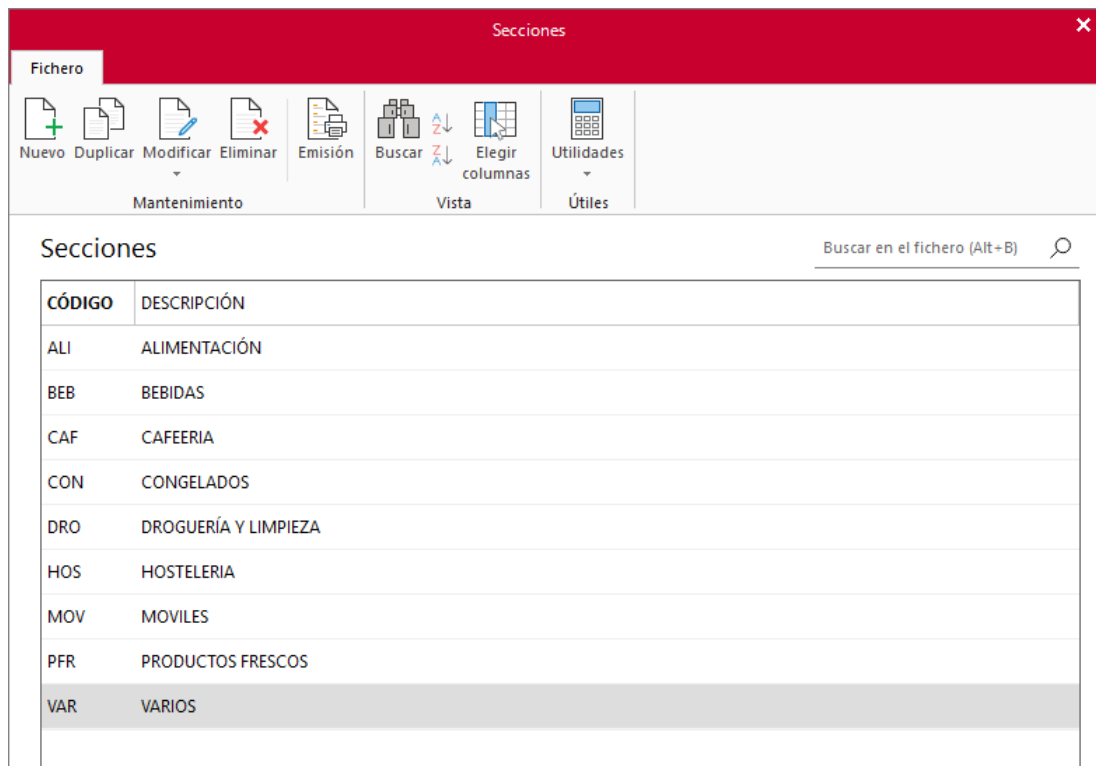 Secciones
Fichero
Nuevo Duplicar Modificar Eliminar Emisión Buscar Elegir columnas Utilidades
Mantenimiento Vista Útiles
Secciones Buscar en el fichero (Alt+B)
CÓDIGO DESCRIPCIÓN
ALI ALIMENTACIÓN
BEB BEBIDAS
CAF CAFEERIA
CON CONGELADOS
DRO DROGUERÍA Y LIMPIEZA
HOS HOSTELERIA
MOV MOVILES
PFR PRODUCTOS FRESCOS
VAR VARIOS